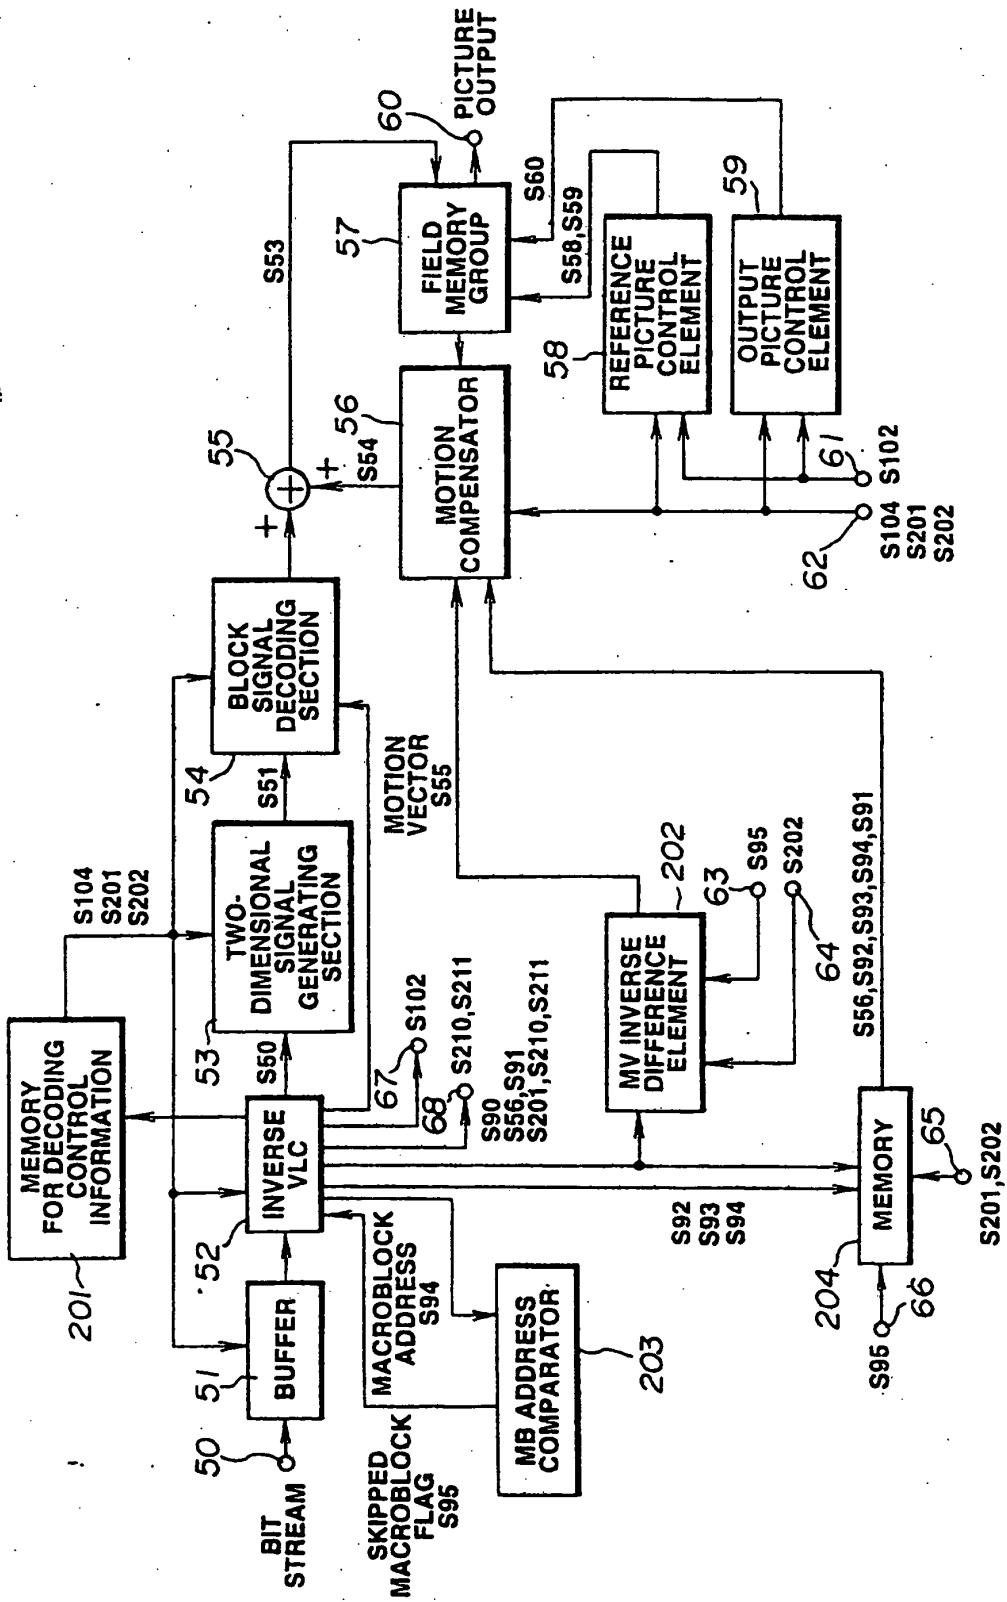 MEMORY
FOR DECODING
CONTROL
INFORMATION
201
S104
S201
S202
BIT
STREAM
50
51
BUFFER
52
INVERSE
VLC
S50
53
TWO-
DIMENSIONAL
SIGNAL
GENERATING
SECTION
S51
54
BLOCK
SIGNAL
DECODING
SECTION
+
55
+
+
S53
S54
56
MOTION
COMPENSATOR
57
FIELD
MEMORY
GROUP
60
PICTURE
OUTPUT
S60
S58,S59
58
REFERENCE
PICTURE
CONTROL
ELEMENT
59
OUTPUT
PICTURE
CONTROL
ELEMENT
61
S102
62
S104
S201
S202
SKIPPED
MACROBLOCK
FLAG
S95
MACROBLOCK
ADDRESS
S94
67
S102
68
S210,S211
S90
S56,S91
S201,S210,S211
MOTION
VECTOR
S55
MB ADDRESS
COMPARATOR
203
S92
S93
S94
MV INVERSE
DIFFERENCE
ELEMENT
202
63
S95
64
S202
204
MEMORY
S95
66
65
S201,S202
S56,S92,S93,S94,S91